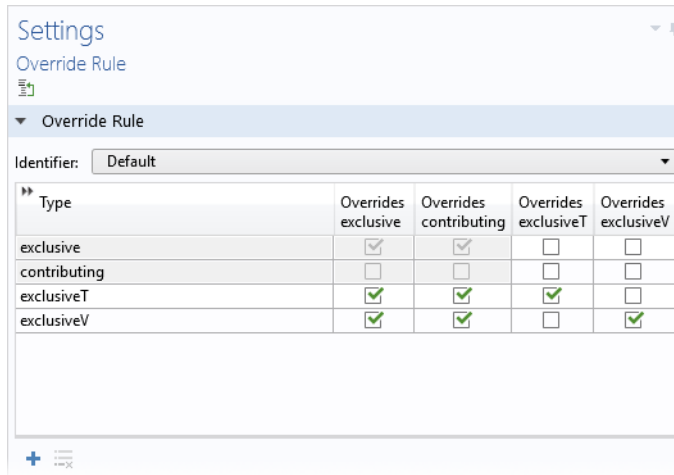 Settings
Override Rule
Override Rule
Identifier: Default
Type Overrides exclusive Overrides contributing Overrides exclusiveT Overrides exclusiveV
exclusive
contributing
exclusiveT
exclusiveV